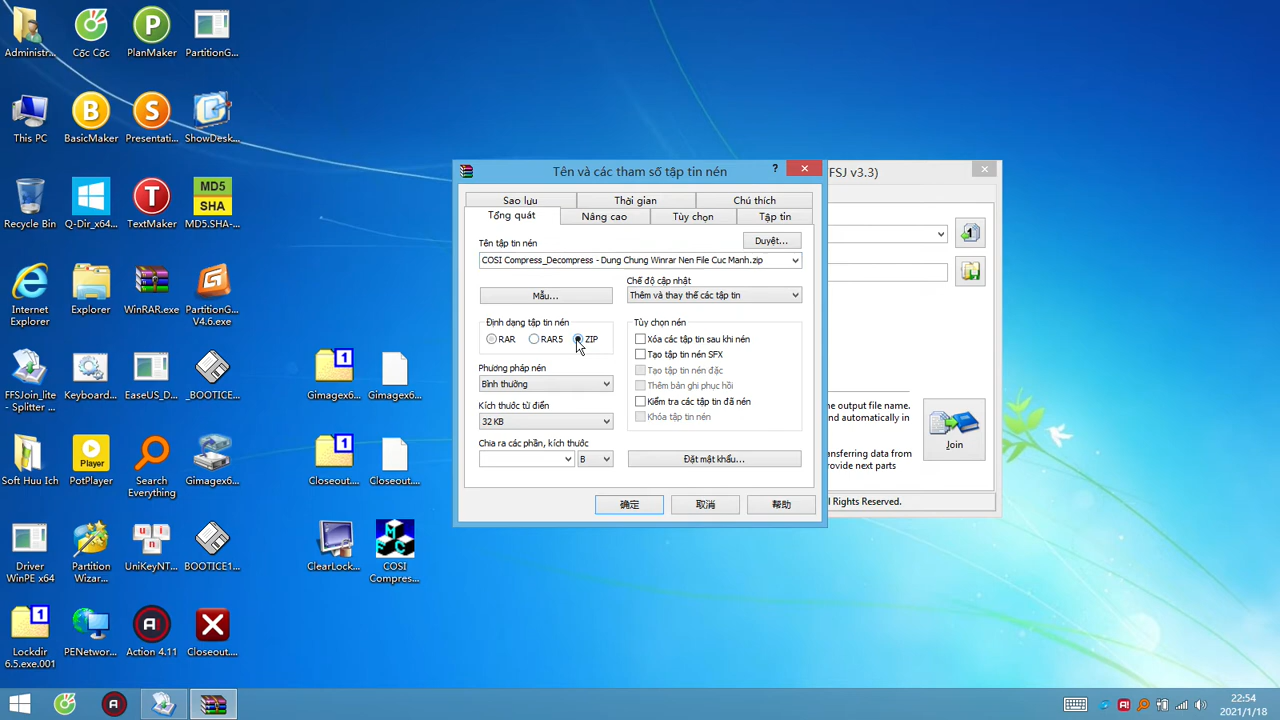 Administr...
Cốc Cốc
PlanMaker
PartitionG...
This PC
BasicMaker
Presentati...
ShowDesk...
Recycle Bin
Q-Dir_x64...
TextMaker
MD5
SHA
MD5.SHA-...
Internet
Explorer
Explorer
WinRAR.exe
PartitionG...
V4.6.exe
FFSJoin_lite
- Splitter ...
Keyboard...
EaseUS_D...
_BOOTICE...
Gimagex6...
Gimagex6...
Soft Huu Ich
Player
PotPlayer
Search
Everything
Gimagex6...
Closeout....
Closeout....
Driver
WinPE x64
Partition
Wizar...
UniKeyNT...
BOOTICE1...
ClearLock...
COSI
Compres...
Lockdir
6.5.exe.001
PENetwor...
Action 4.11
Closeout....
Tên và các tham số tập tin nén
Sao lưu
Thời gian
Chú thích
Tổng quát
Nâng cao
Tùy chọn
Tập tin
Tên tập tin nén
Duyệt...
COSI Compress_Decompress - Dung Chung Winrar Nen File Cuc Manh.zip
Mẫu...
Chế độ cập nhật
Thêm và thay thế các tập tin
Định dạng tập tin nén
RAR
RAR5
ZIP
Phương pháp nén
Bình thường
Kích thước từ điển
32 KB
Chia ra các phần, kích thước
B
Tùy chọn nén
Xóa các tập tin sau khi nén
Tạo tập tin nén SFX
Tạo tập tin nén đặc
Thêm bản ghi phục hồi
Kiểm tra các tập tin đã nén
Khóa tập tin nén
Đặt mật khẩu...
确定
取消
帮助
FSJ v3.3)
he output file name.
and automatically in
Join
ransferring data from
provide next parts
ll Rights Reserved.
22:54
2021/1/18